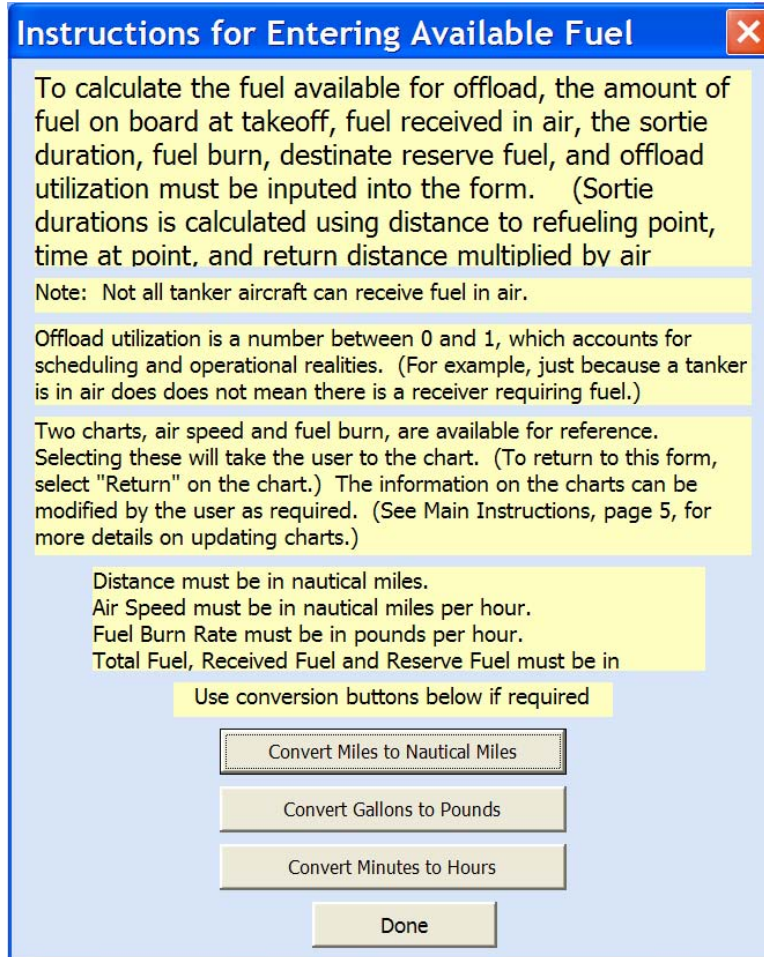 Instructions for Entering Available Fuel
To calculate the fuel available for offload, the amount of
fuel on board at takeoff, fuel received in air, the sortie
duration, fuel burn, destinate reserve fuel, and offload
utilization must be inputed into the form.    (Sortie
durations is calculated using distance to refueling point,
time at point, and return distance multiplied by air
Note:  Not all tanker aircraft can receive fuel in air.
Offload utilization is a number between 0 and 1, which accounts for
scheduling and operational realities.  (For example, just because a tanker
is in air does does not mean there is a receiver requiring fuel.)
Two charts, air speed and fuel burn, are available for reference.
Selecting these will take the user to the chart.  (To return to this form,
select "Return" on the chart.)  The information on the charts can be
modified by the user as required.  (See Main Instructions, page 5, for
more details on updating charts.)
Distance must be in nautical miles.
Air Speed must be in nautical miles per hour.
Fuel Burn Rate must be in pounds per hour.
Total Fuel, Received Fuel and Reserve Fuel must be in
Use conversion buttons below if required
Convert Miles to Nautical Miles
Convert Gallons to Pounds
Convert Minutes to Hours
Done